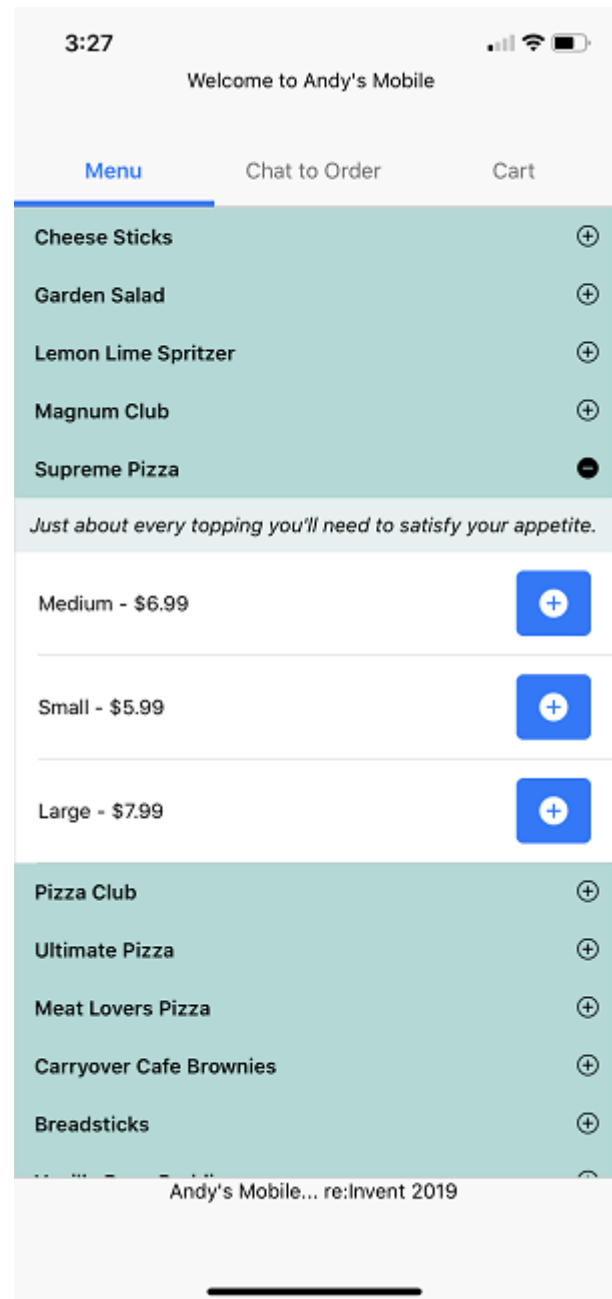 3:27
Welcome to Andy's Mobile
Menu Chat to Order Cart
Cheese Sticks
Garden Salad
Lemon Lime Spritzer
Magnum Club
Supreme Pizza
Just about every topping you'll need to satisfy your appetite.
Medium - $6.99
Small - $5.99
Large - $7.99
Pizza Club
Ultimate Pizza
Meat Lovers Pizza
Carryover Cafe Brownies
Breadsticks
Andy's Mobile... re:Invent 2019